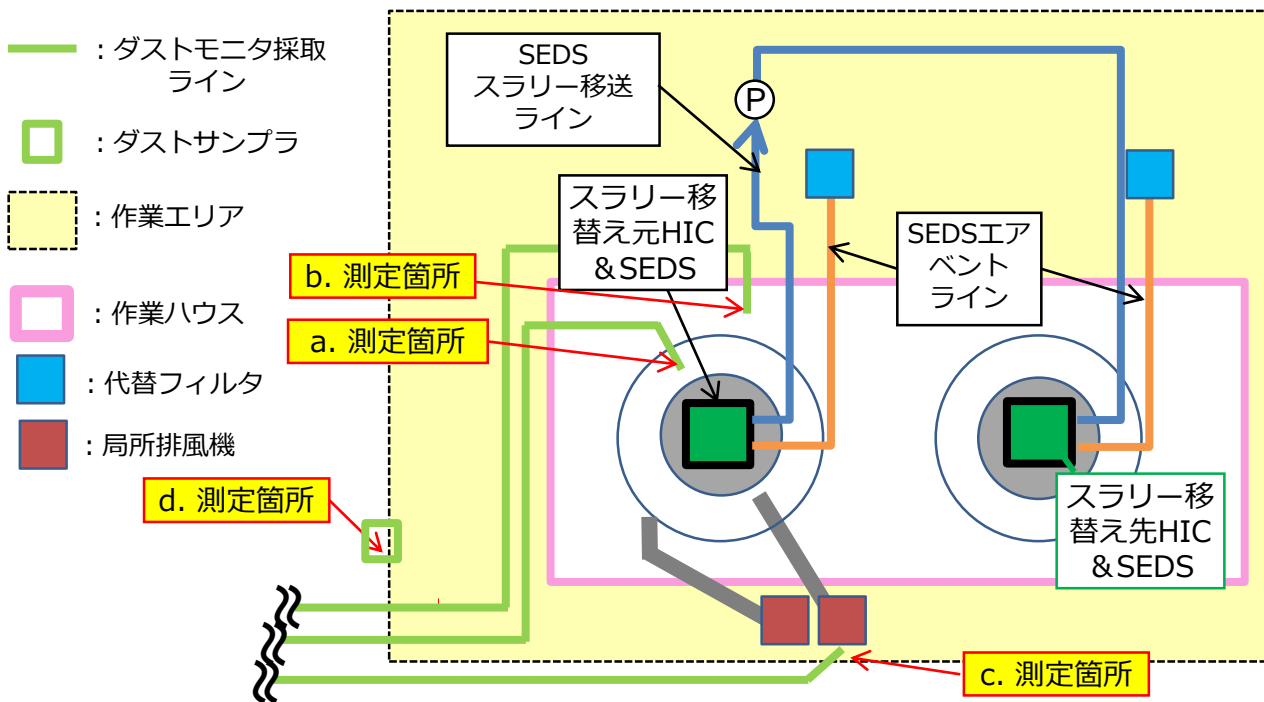 ：ダストモニタ採取
ライン
：ダストサンプラ
：作業エリア
：作業ハウス
：代替フィルタ
：局所排風機
SEDS
スラリー移送
ライン
P
スラリー移
替え元HIC
＆SEDS
SEDSエア
ベント
ライン
b. 測定箇所
a. 測定箇所
d. 測定箇所
スラリー移
替え先HIC
＆SEDS
c. 測定箇所